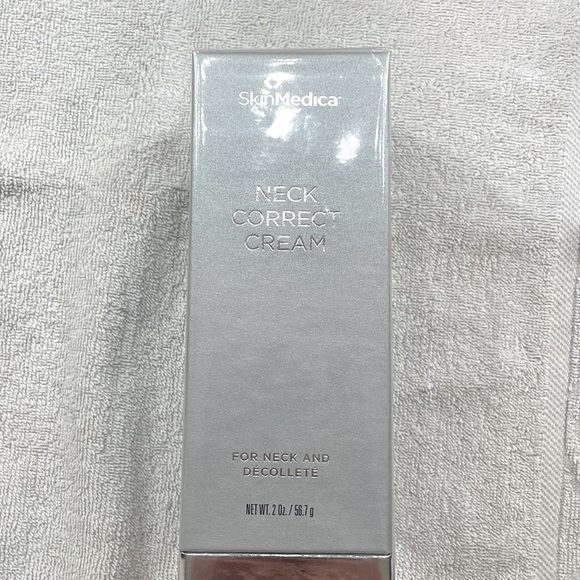 SkinMedica
NECK
CORRECT
CREAM
FOR NECK AND
DÉCOLLETÉ
NET WT. 2 Oz. / 56.7 g